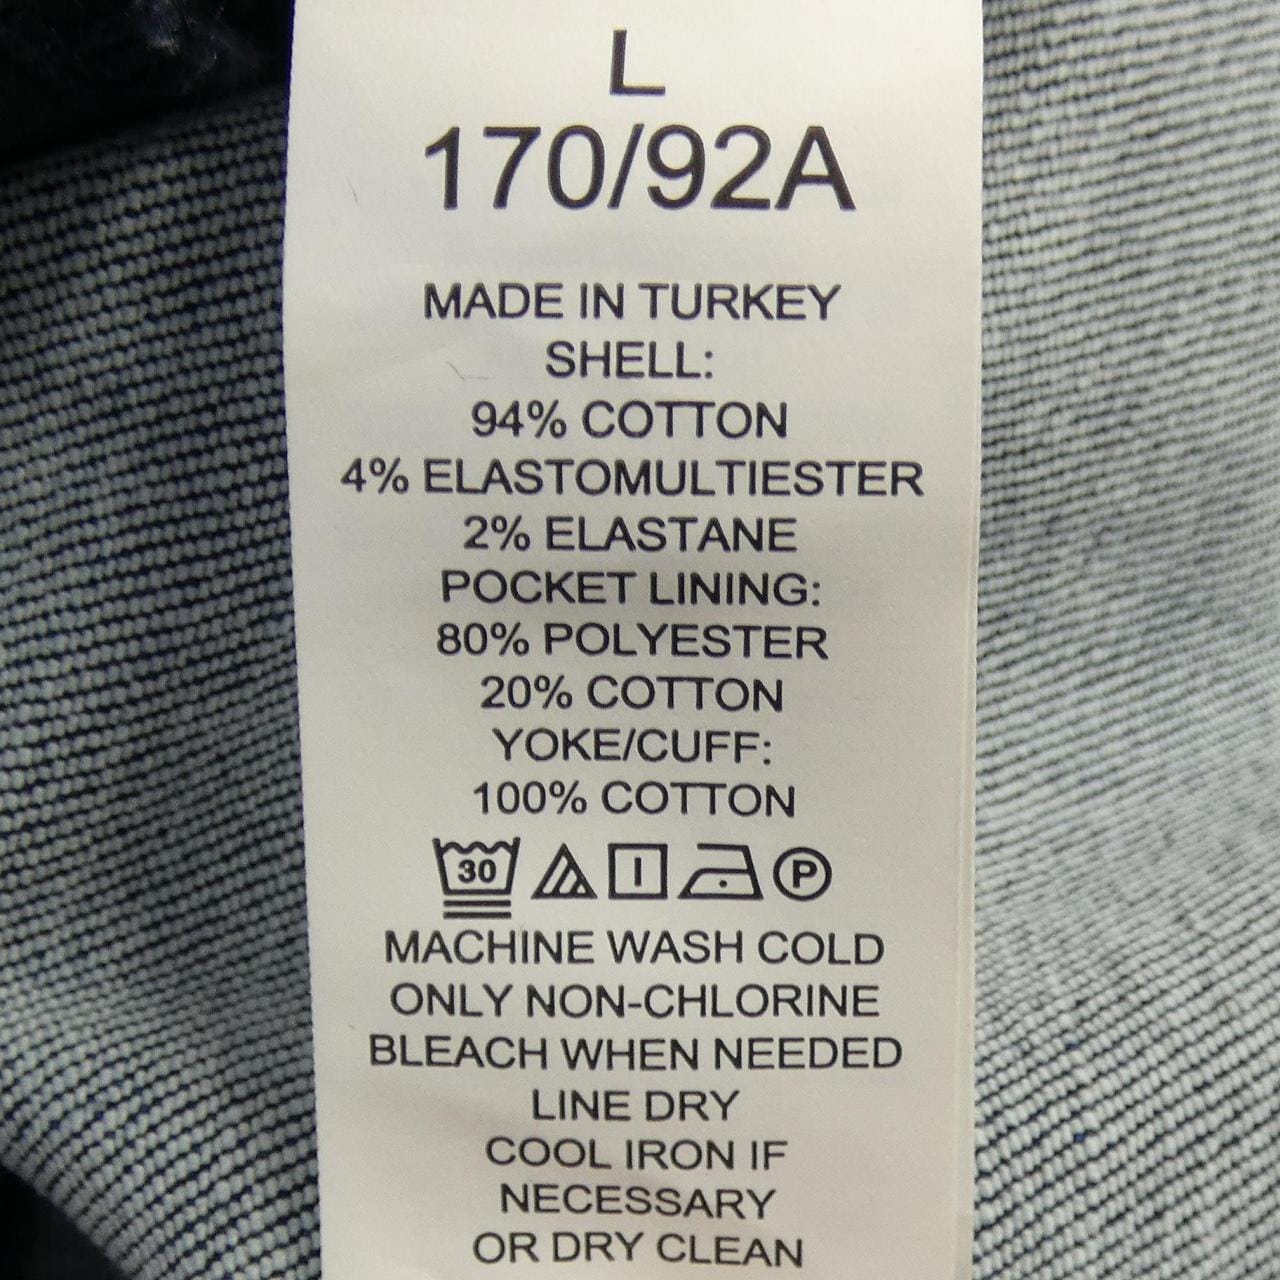 L
170/92A
MADE IN TURKEY
SHELL:
94% COTTON
4% ELASTOMULTIESTER
2% ELASTANE
POCKET LINING:
80% POLYESTER
20% COTTON
YOKE/CUFF:
100% COTTON
30 P
MACHINE WASH COLD
ONLY NON-CHLORINE
BLEACH WHEN NEEDED
LINE DRY
COOL IRON IF
NECESSARY
OR DRY CLEAN